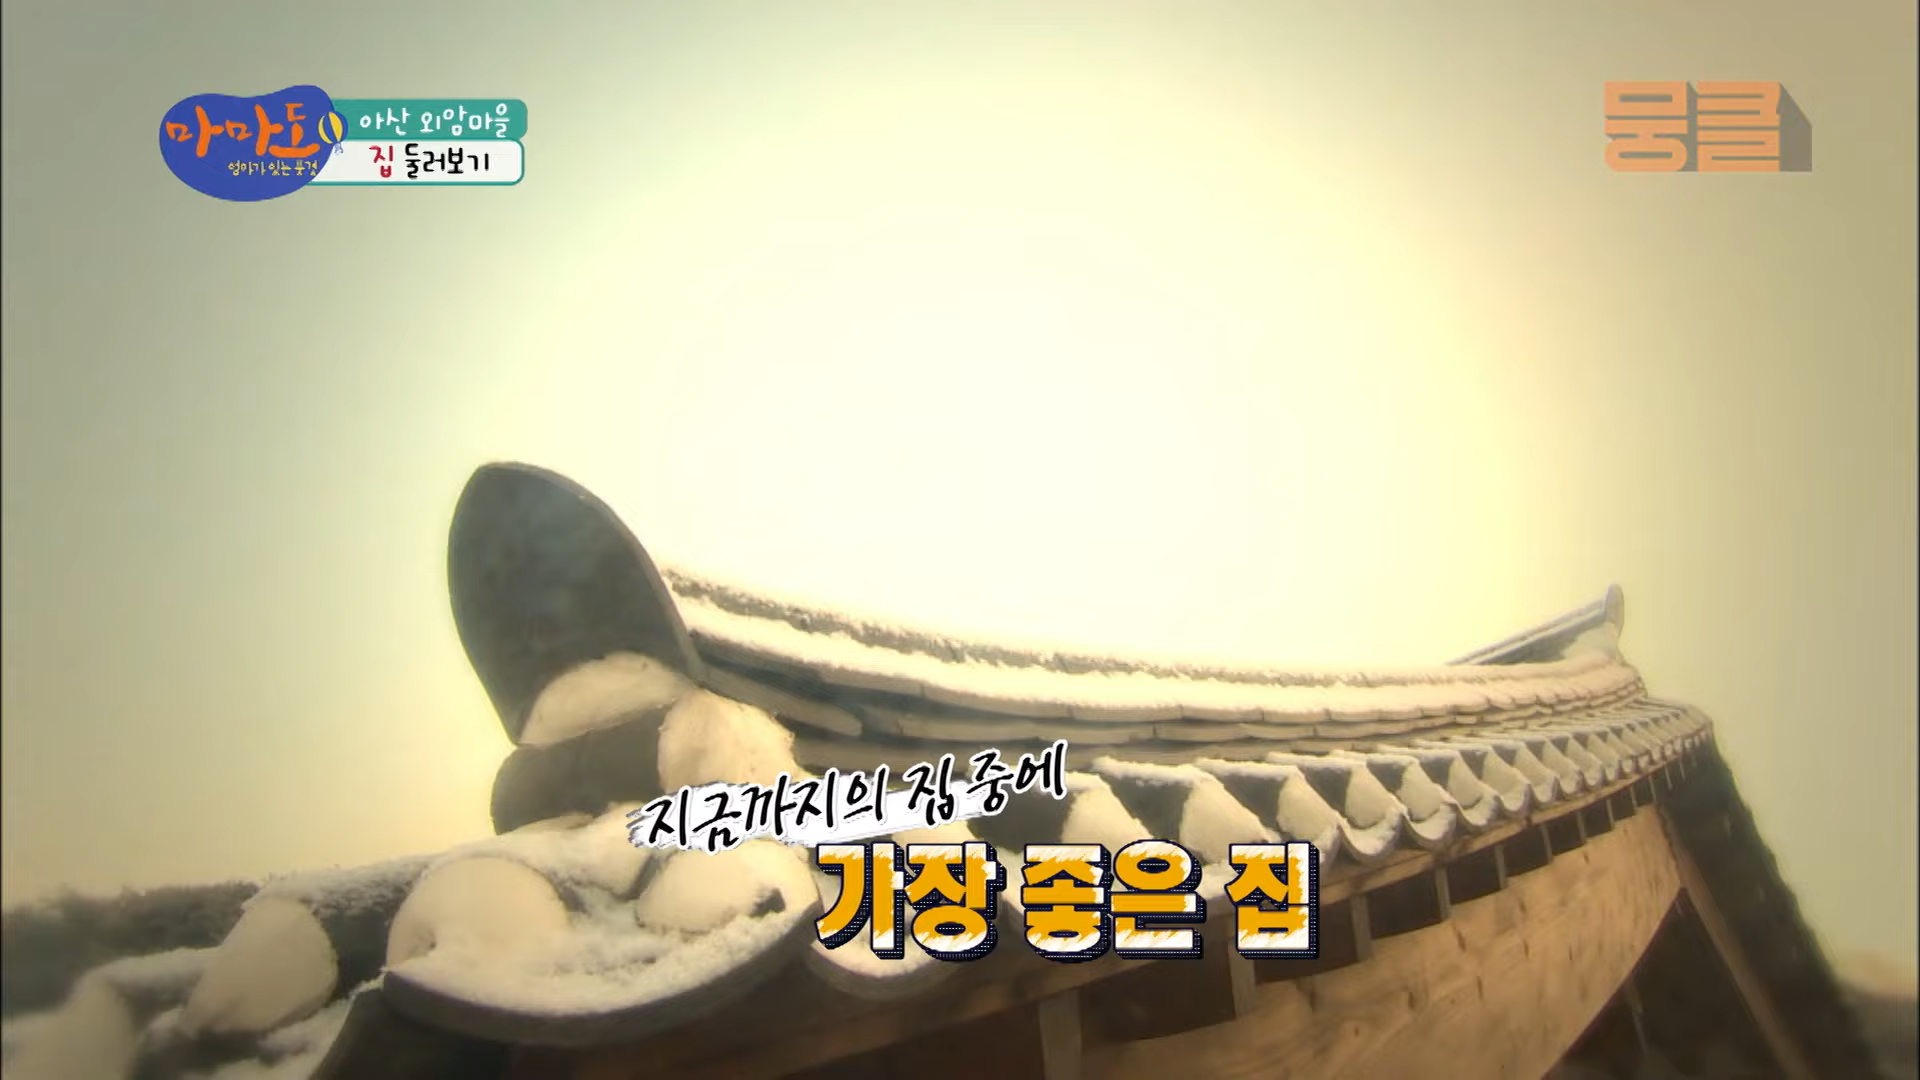 마마도
엄마가 있는 풍경
아산 외암마을
집 둘러보기
뭉클
지금까지의 집 중에
가장 좋은 집